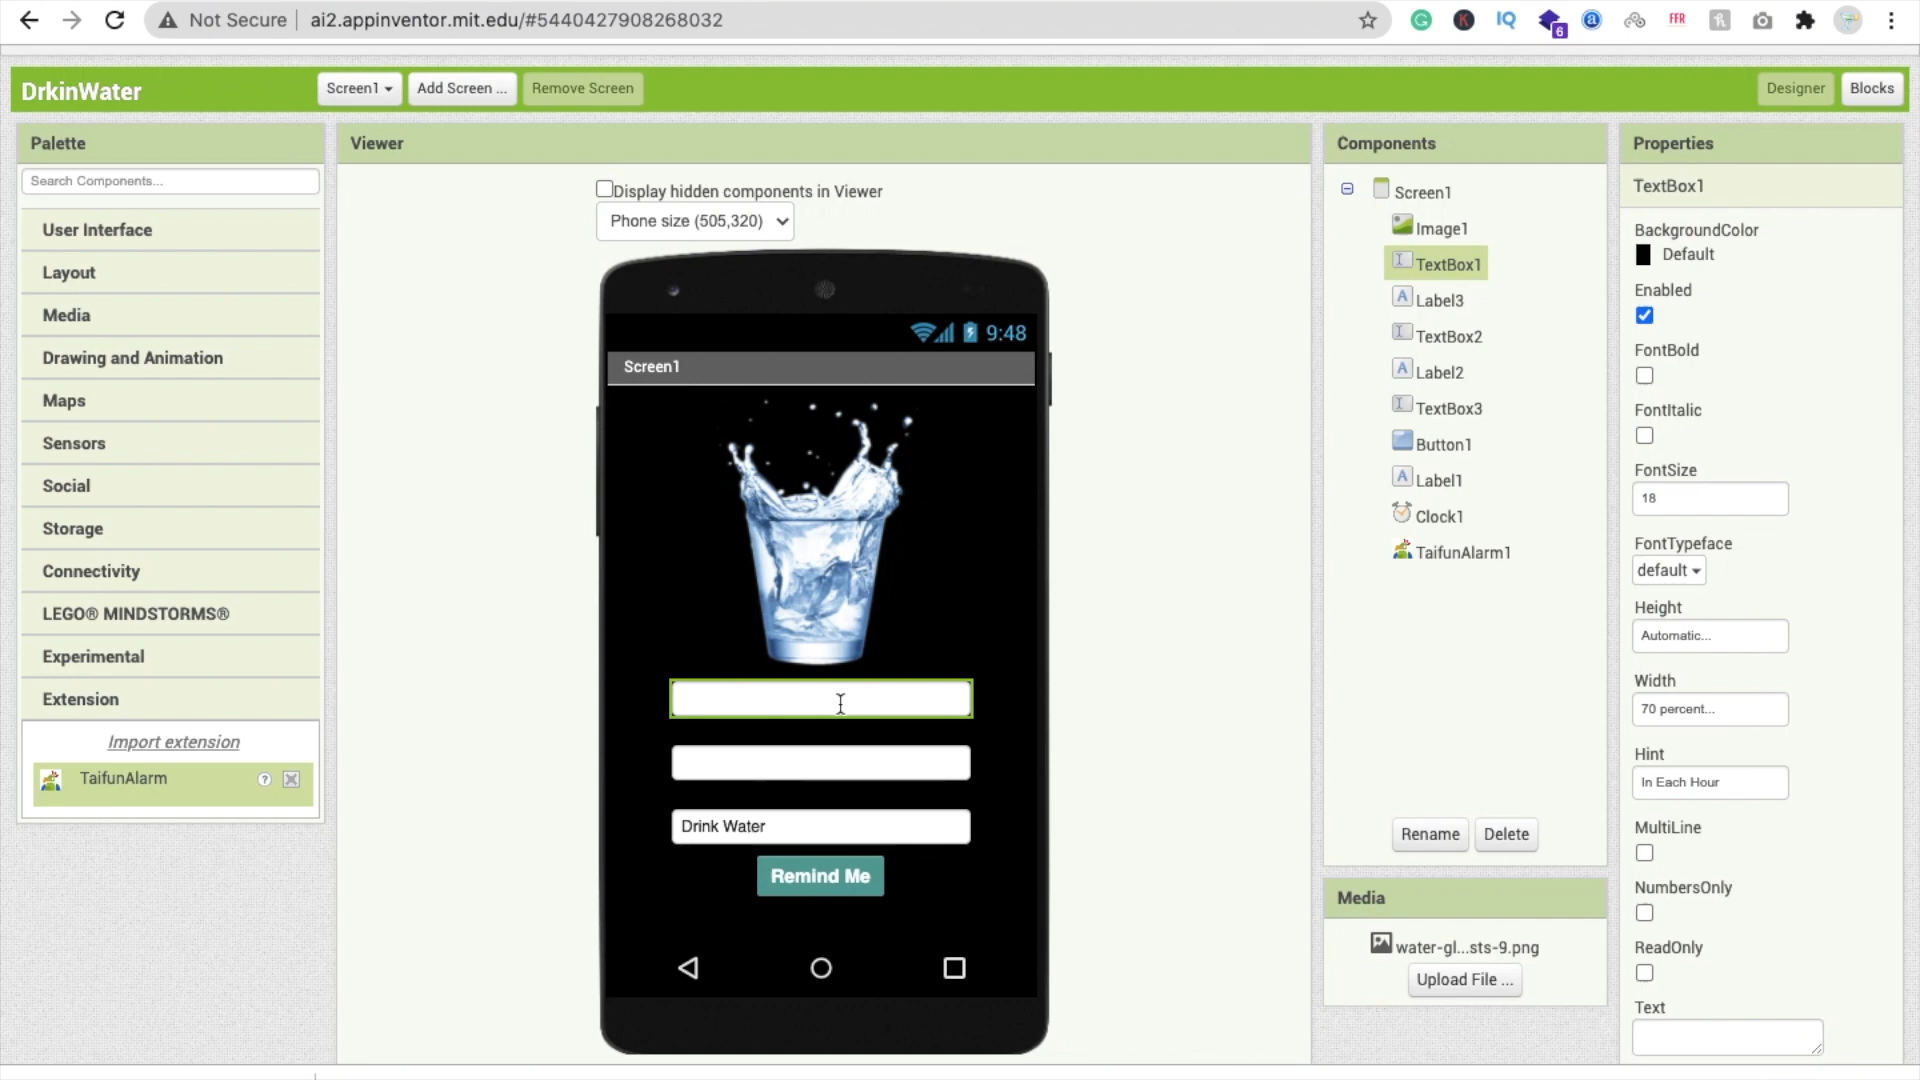 Not Secure
ai2.appinventor.mit.edu/#5440427908268032
K
IQ
6
a
FFR
DrkinWater
Screen1
Add Screen ...
Remove Screen
Designer
Blocks
Palette
Search Components...
User Interface
Layout
Media
Drawing and Animation
Maps
Sensors
Social
Storage
Connectivity
LEGO® MINDSTORMS®
Experimental
Extension
Import extension
TaifunAlarm
?
Viewer
Display hidden components in Viewer
Phone size (505,320)
9:48
Screen1
Drink Water
Remind Me
Components
Screen1
Image1
TextBox1
A Label3
TextBox2
A Label2
TextBox3
Button1
A Label1
Clock1
TaifunAlarm1
Rename
Delete
Media
water-gl...sts-9.png
Upload File ...
Properties
TextBox1
BackgroundColor
Default
Enabled
FontBold
FontItalic
FontSize
18
FontTypeface
default
Height
Automatic...
Width
70 percent...
Hint
In Each Hour
MultiLine
NumbersOnly
ReadOnly
Text